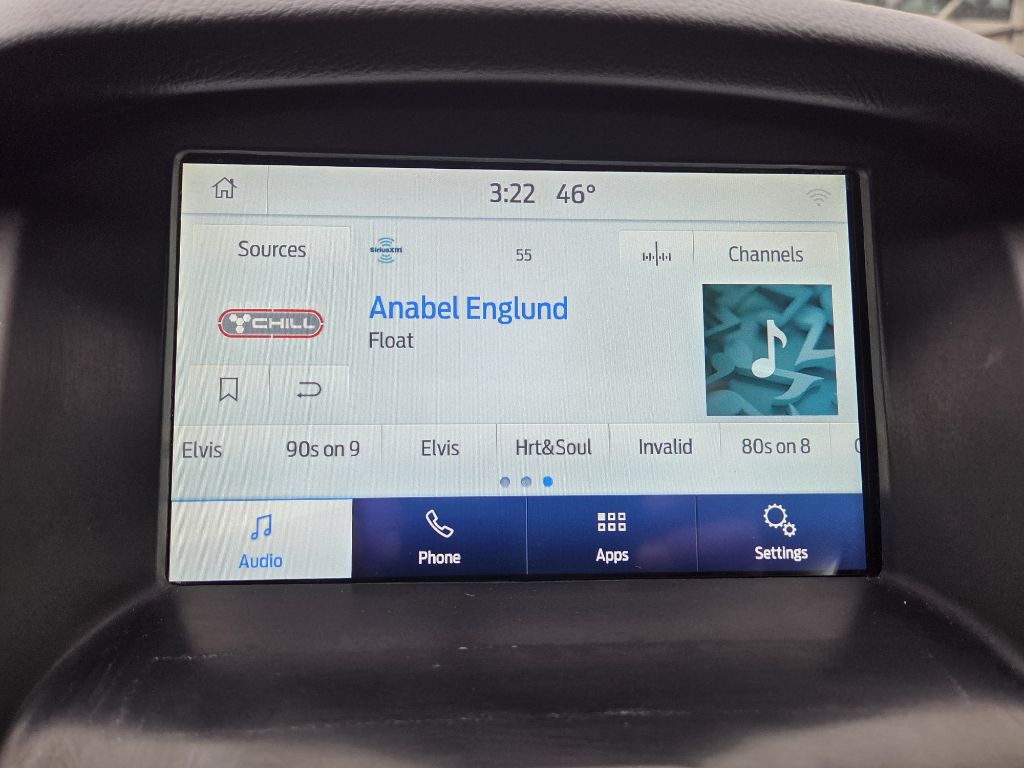 3:22 46°
Sources
SiriusXM
55
Channels
CHILL
Anabel Englund
Float
Elvis
90s on 9
Elvis
Hrt&Soul
Invalid
80s on 8
Audio
Phone
Apps
Settings